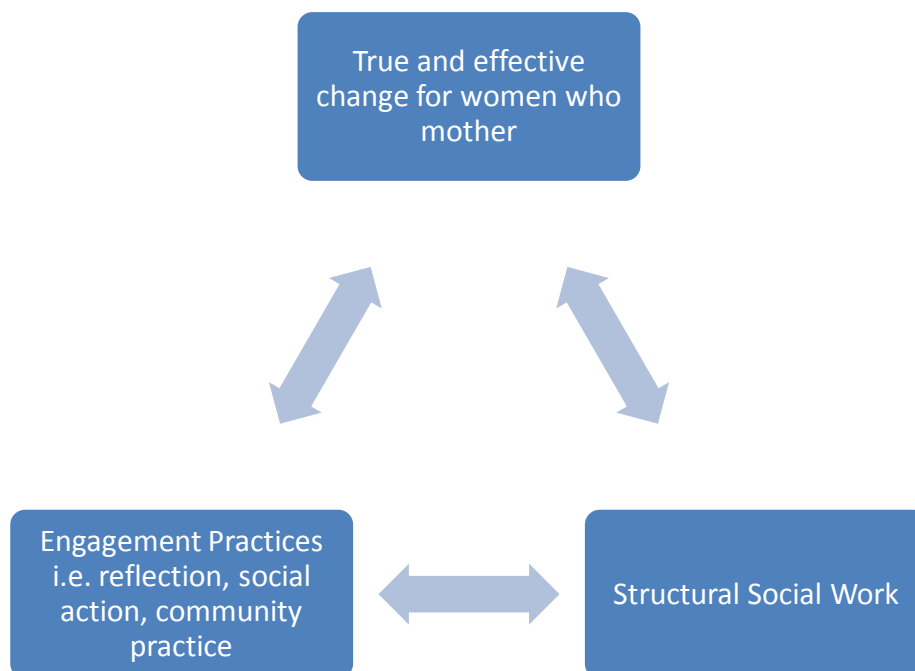 True and effective
change for women who
mother
Engagement Practices
i.e. reflection, social
action, community
practice
Structural Social Work